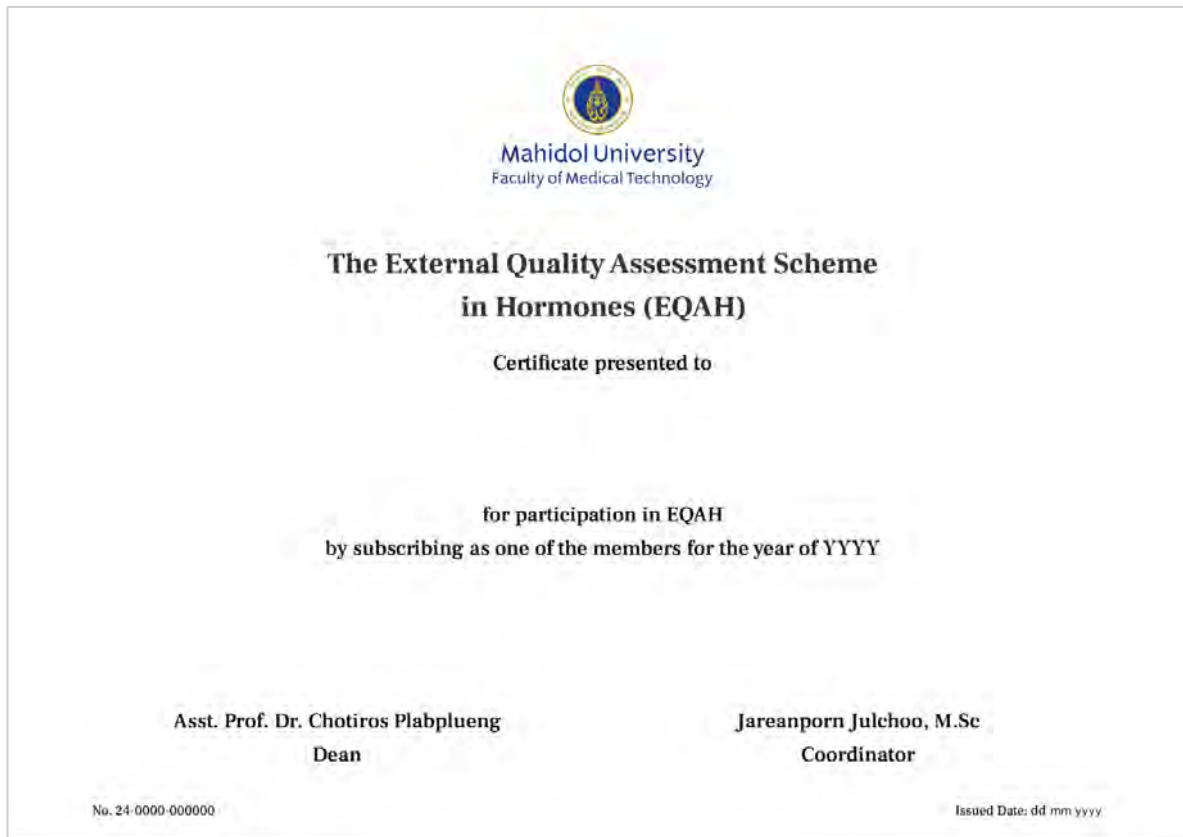 Mahidol University
Faculty of Medical Technology
The External Quality Assessment Scheme
in Hormones (EQAH)
Certificate presented to
for participation in EQAH
by subscribing as one of the members for the year of YYYY
Asst. Prof. Dr. Chotiros Plabplueng
Dean
Jareanporn Julchoo, M.Sc
Coordinator
No. 24-0000-000000
Issued Date: dd mm yyyy